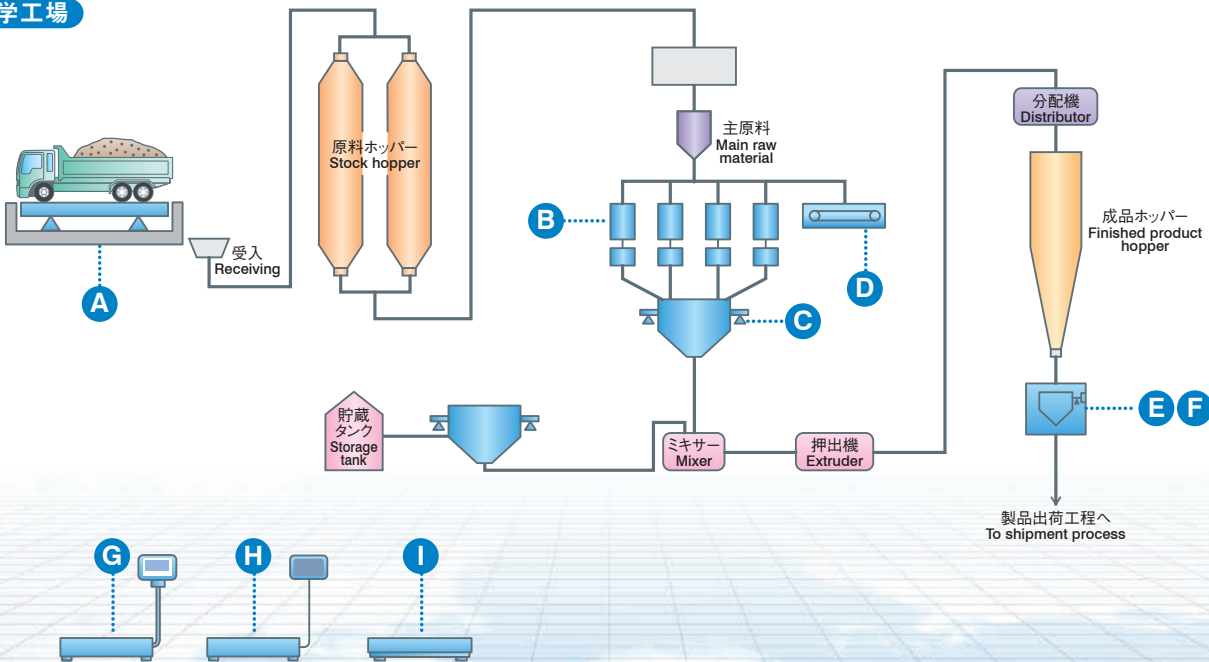 学工場
原料ホッパー
Stock hopper
主原料
Main raw
material
分配機
Distributor
成品ホッパー
Finished product
hopper
受入
Receiving
A
B
C
D
貯蔵
タンク
Storage
tank
ミキサー
Mixer
押出機
Extruder
E F
製品出荷工程へ
To shipment process
G
H
I